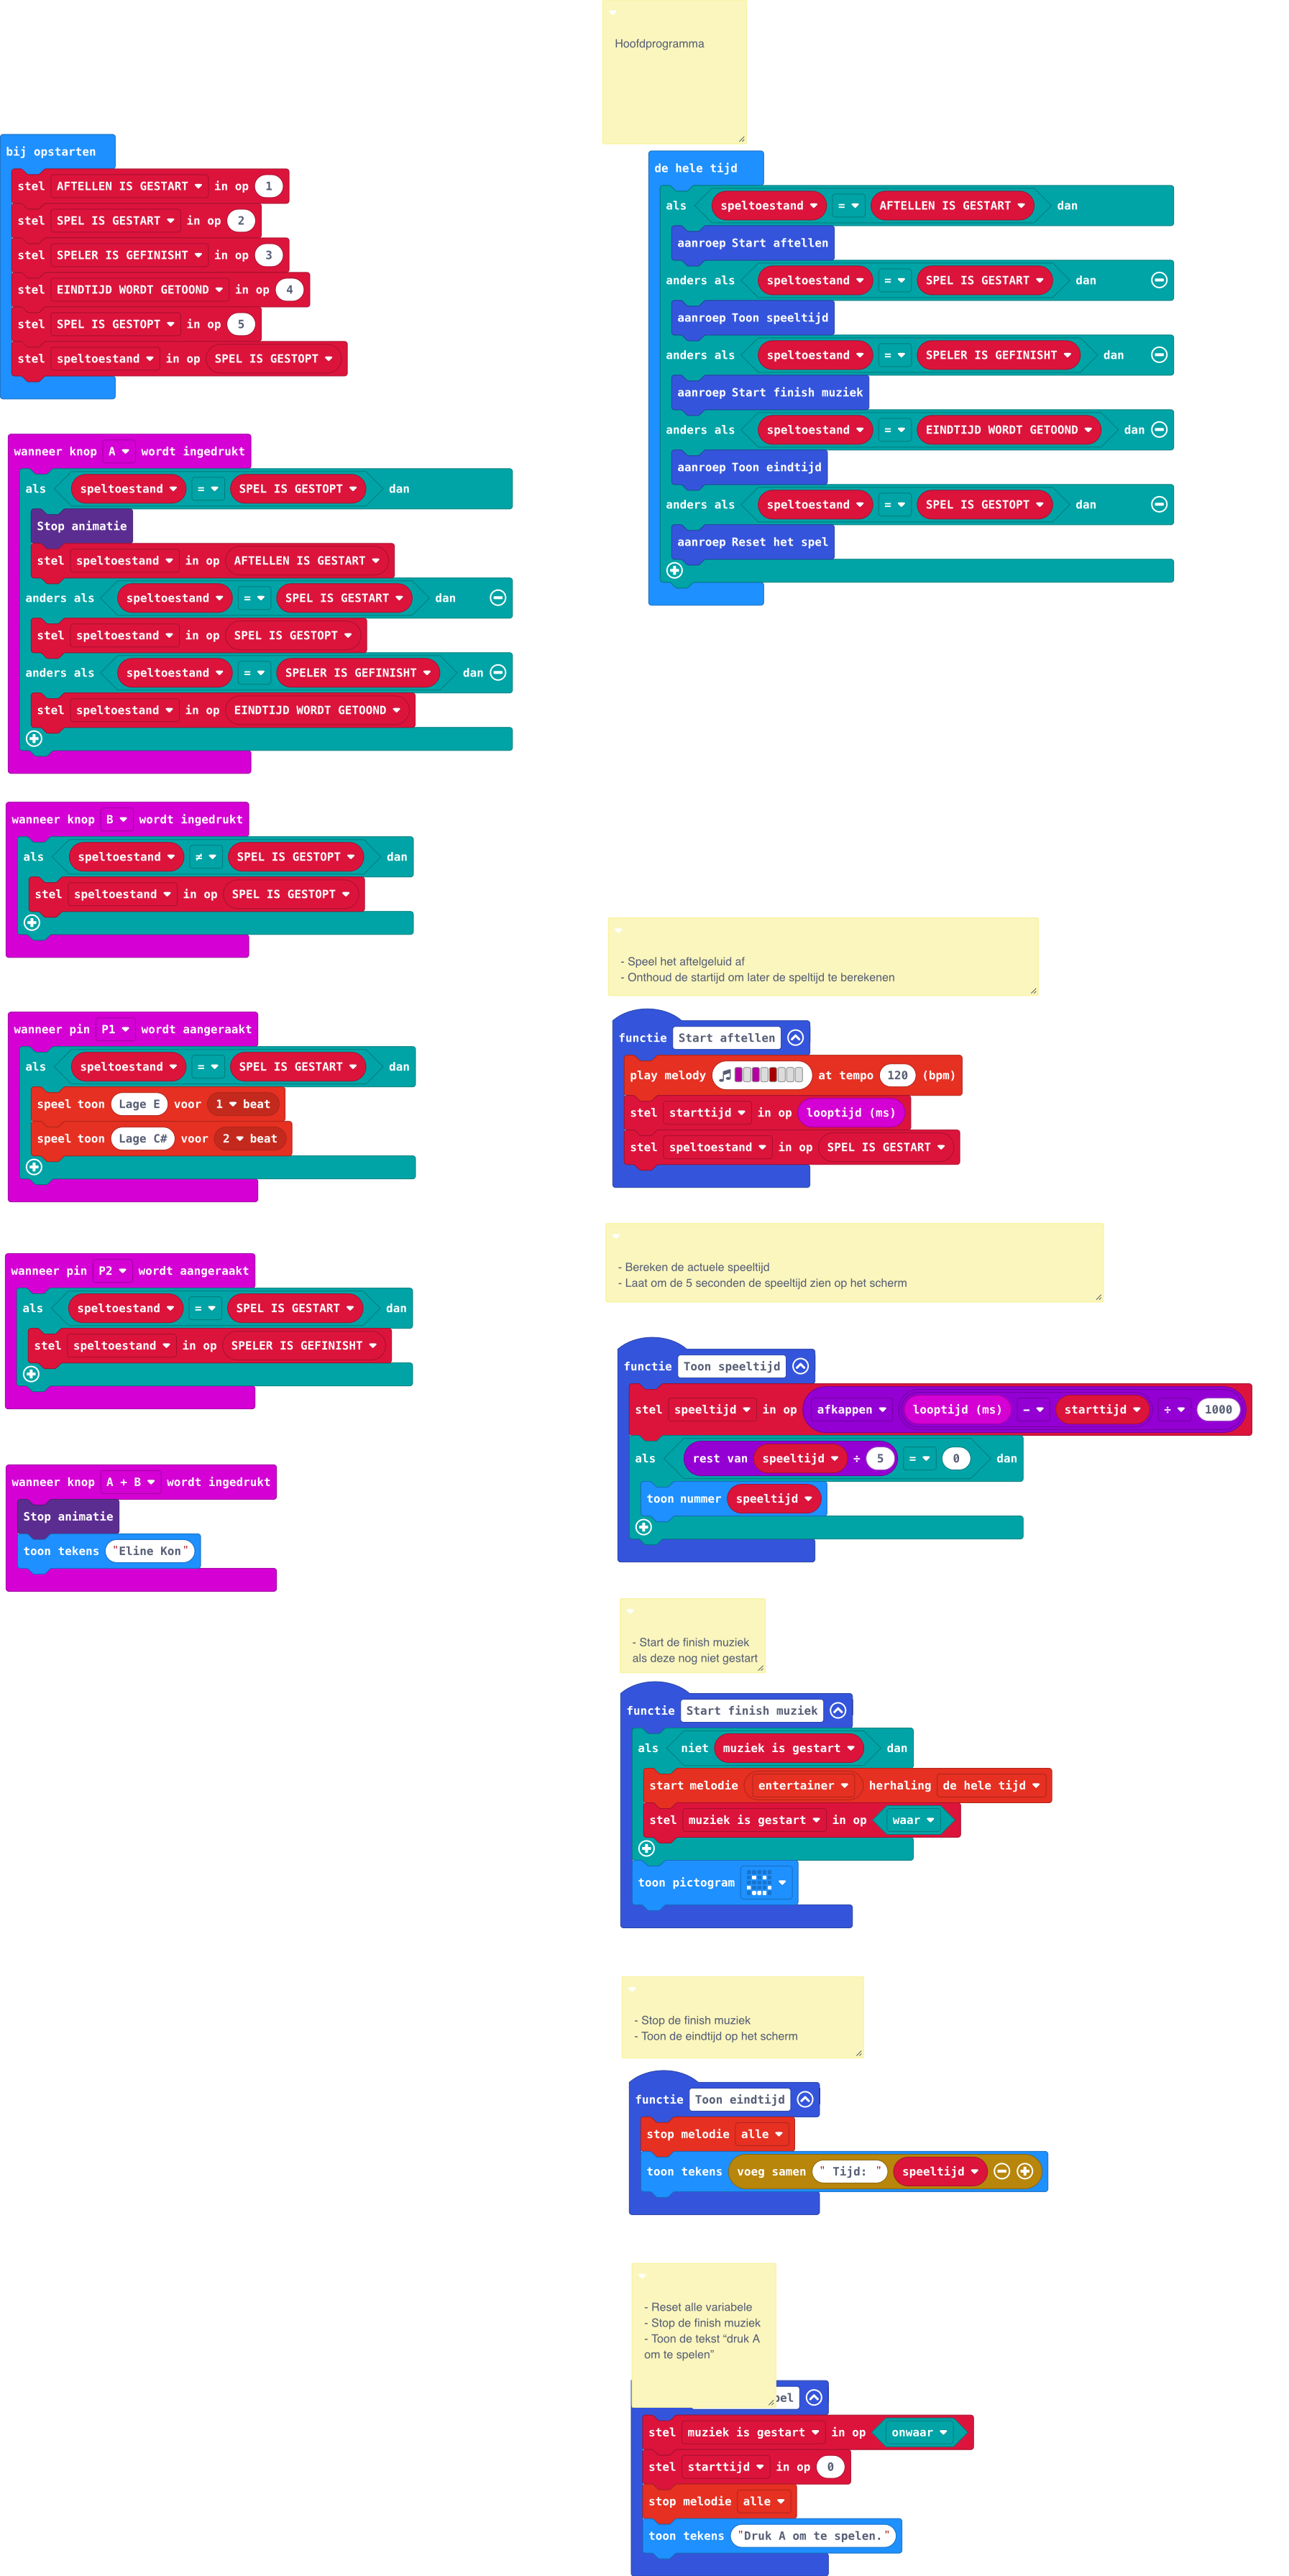 bij opstarten
stel AFTELLEN IS GESTART in op 1
stel SPEL IS GESTART in op 2
stel SPELER IS GEFINISHT in op 3
stel EINDTIJD WORDT GETOOND in op 4
stel SPEL IS GESTOPT in op 5
stel speltoestand in op SPEL IS GESTOPT
wanneer knop A wordt ingedrukt
als speltoestand = SPEL IS GESTOPT dan
Stop animatie
stel speltoestand in op AFTELLEN IS GESTART
anders als speltoestand = SPEL IS GESTART dan
stel speltoestand in op SPEL IS GESTOPT
anders als speltoestand = SPELER IS GEFINISHT dan
stel speltoestand in op EINDTIJD WORDT GETOOND
wanneer knop B wordt ingedrukt
als speltoestand ≠ SPEL IS GESTOPT dan
stel speltoestand in op SPEL IS GESTOPT
wanneer pin P1 wordt aangeraakt
als speltoestand = SPEL IS GESTART dan
speel toon Lage E voor 1 beat
speel toon Lage C# voor 2 beat
wanneer pin P2 wordt aangeraakt
als speltoestand = SPEL IS GESTART dan
stel speltoestand in op SPELER IS GEFINISHT
wanneer knop A + B wordt ingedrukt
Stop animatie
toon tekens "Eline Kon"
Hoofdprogramma
de hele tijd
als speltoestand = AFTELLEN IS GESTART dan
aanroep Start aftellen
anders als speltoestand = SPEL IS GESTART dan
aanroep Toon speeltijd
anders als speltoestand = SPELER IS GEFINISHT dan
aanroep Start finish muziek
anders als speltoestand = EINDTIJD WORDT GETOOND dan
aanroep Toon eindtijd
anders als speltoestand = SPEL IS GESTOPT dan
aanroep Reset het spel
- Speel het aftelgeluid af
- Onthoud de startijd om later de speltijd te berekenen
functie Start aftellen
play melody at tempo 120 (bpm)
stel starttijd in op looptijd (ms)
stel speltoestand in op SPEL IS GESTART
- Bereken de actuele speeltijd
- Laat om de 5 seconden de speeltijd zien op het scherm
functie Toon speeltijd
stel speeltijd in op afkappen looptijd (ms) - starttijd ÷ 1000
als rest van speeltijd ÷ 5 = 0 dan
toon nummer speeltijd
- Start de finish muziek
als deze nog niet gestart
functie Start finish muziek
als niet muziek is gestart dan
start melodie entertainer herhaling de hele tijd
stel muziek is gestart in op waar
toon pictogram
- Stop de finish muziek
- Toon de eindtijd op het scherm
functie Toon eindtijd
stop melodie alle
toon tekens voeg samen " Tijd: " speeltijd
- Reset alle variabele
- Stop de finish muziek
- Toon de tekst “druk A
om te spelen”
pel
stel muziek is gestart in op onwaar
stel starttijd in op 0
stop melodie alle
toon tekens "Druk A om te spelen."